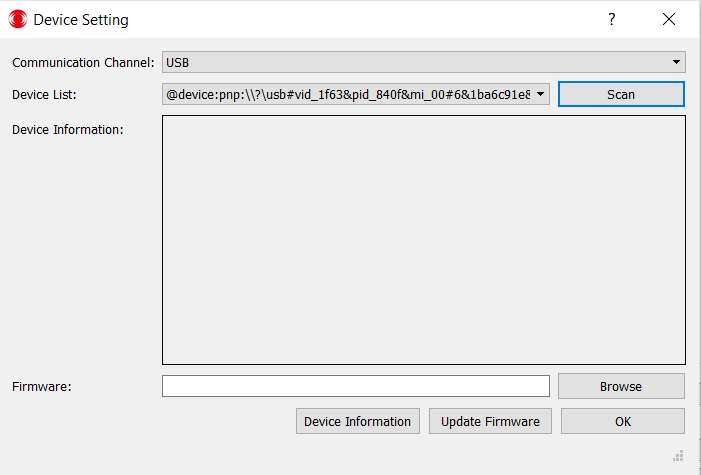 Device Setting
?
Communication Channel: USB
Device List: @device:pnp:\\?\usb#vid_1f63&pid_840f&mi_00#6&1ba6c91e& Scan
Device Information:
Firmware: Browse
Device Information Update Firmware OK